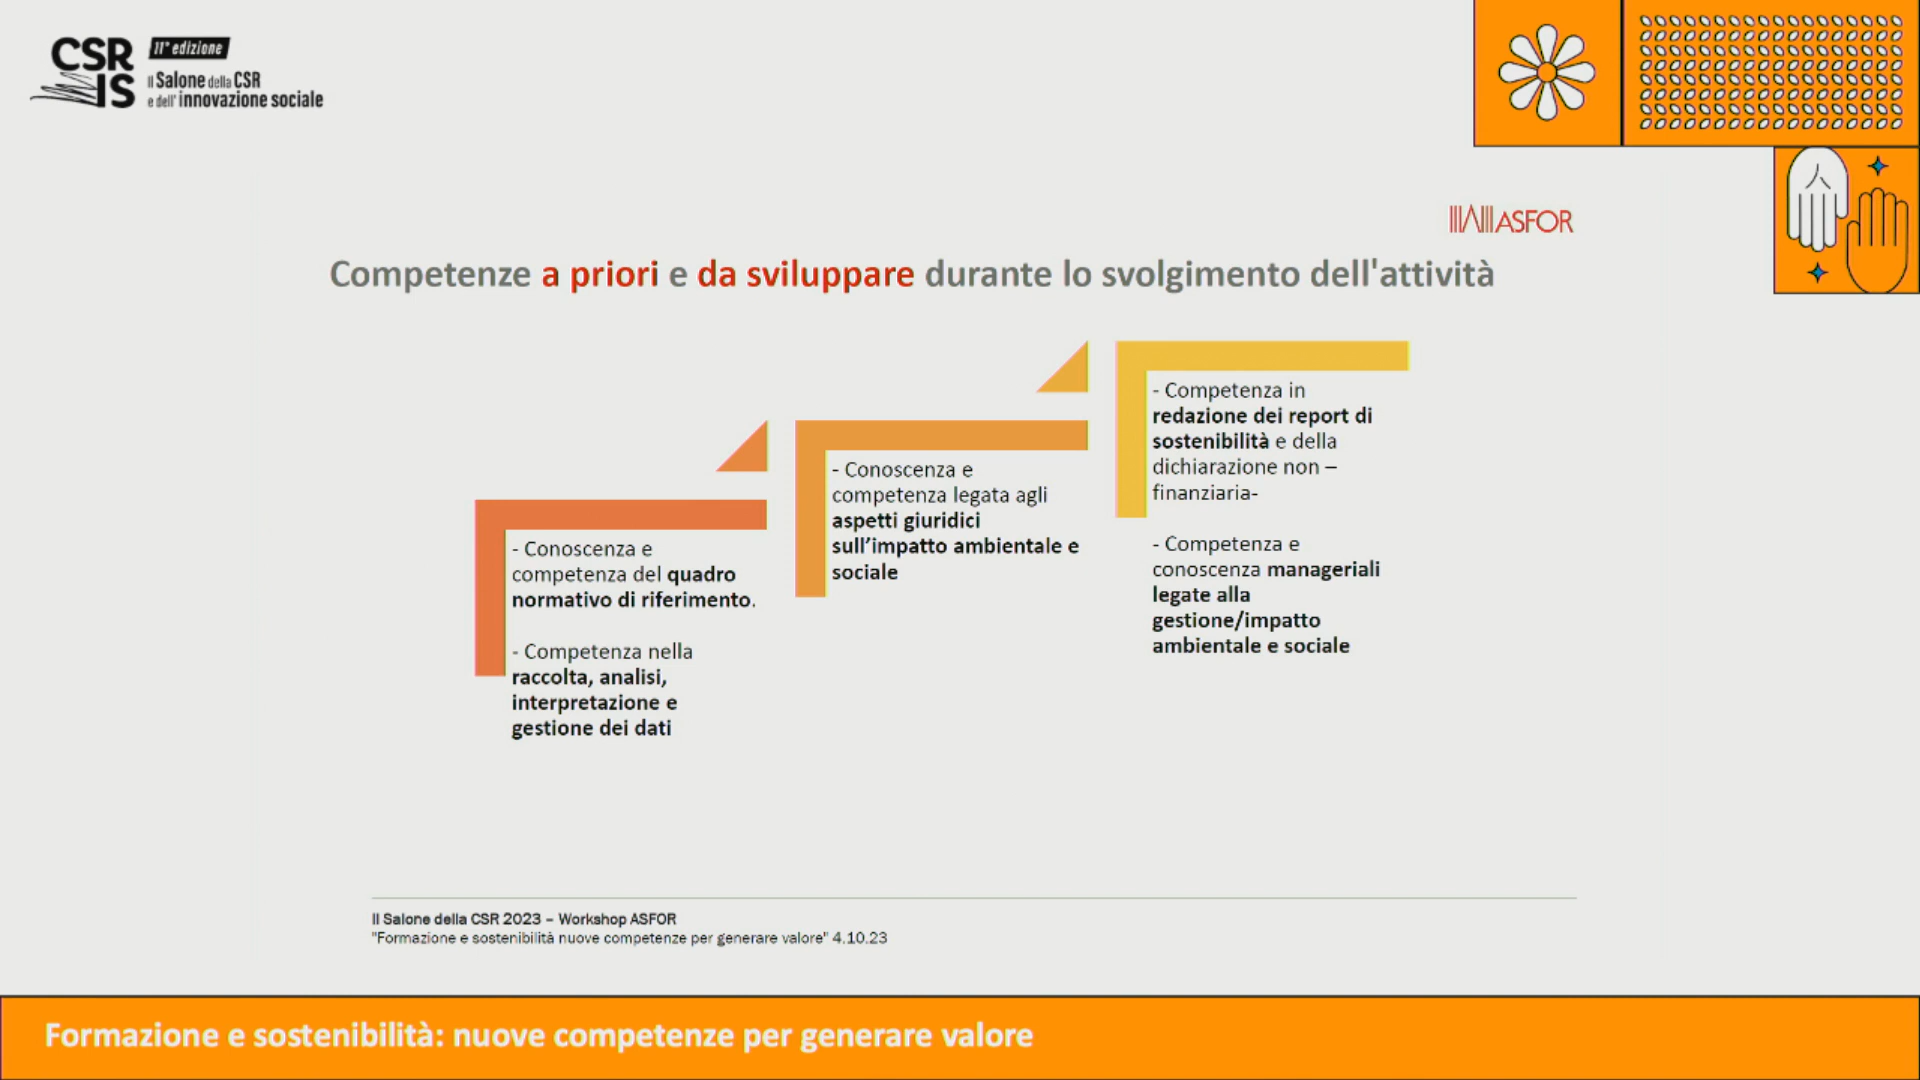 CSR
IS
11ª edizione
Il Salone della CSR
e dell'innovazione sociale
ASFOR
Competenze a priori e da sviluppare durante lo svolgimento dell'attività
- Conoscenza e
competenza del quadro
normativo di riferimento.
- Competenza nella
raccolta, analisi,
interpretazione e
gestione dei dati
- Conoscenza e
competenza legata agli
aspetti giuridici
sull'impatto ambientale e
sociale
- Competenza in
redazione dei report di
sostenibilità e della
dichiarazione non –
finanziaria-
- Competenza e
conoscenza manageriali
legate alla
gestione/impatto
ambientale e sociale
Il Salone della CSR 2023 – Workshop ASFOR
"Formazione e sostenibilità nuove competenze per generare valore" 4.10.23
Formazione e sostenibilità: nuove competenze per generare valore